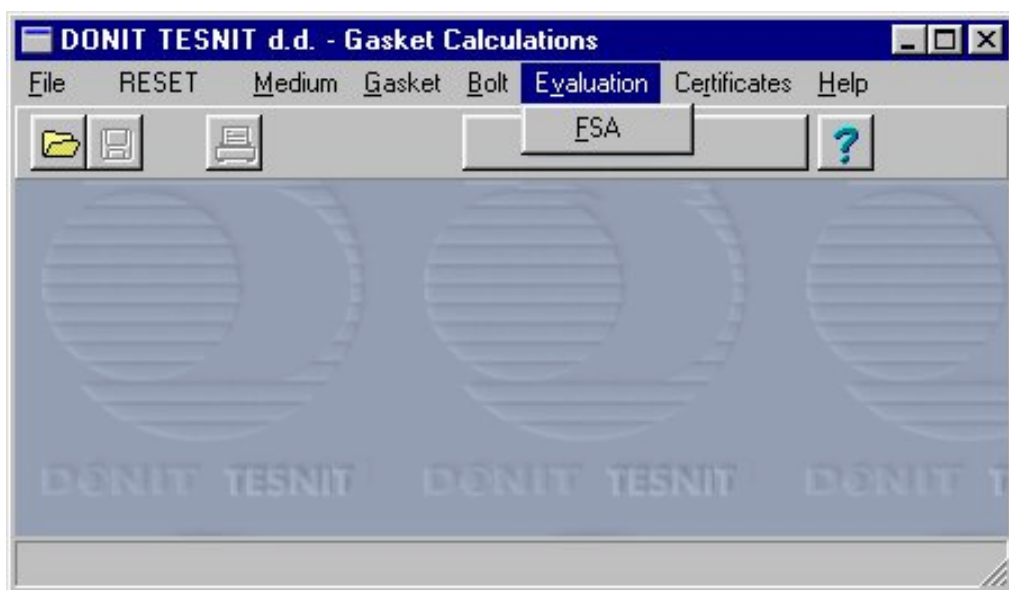 DONIT TESNIT d.d. - Gasket Calculations
File RESET Medium Gasket Bolt Evaluation Certificates Help
FSA
?
DONIT TESNIT DONIT TESNIT DONIT T